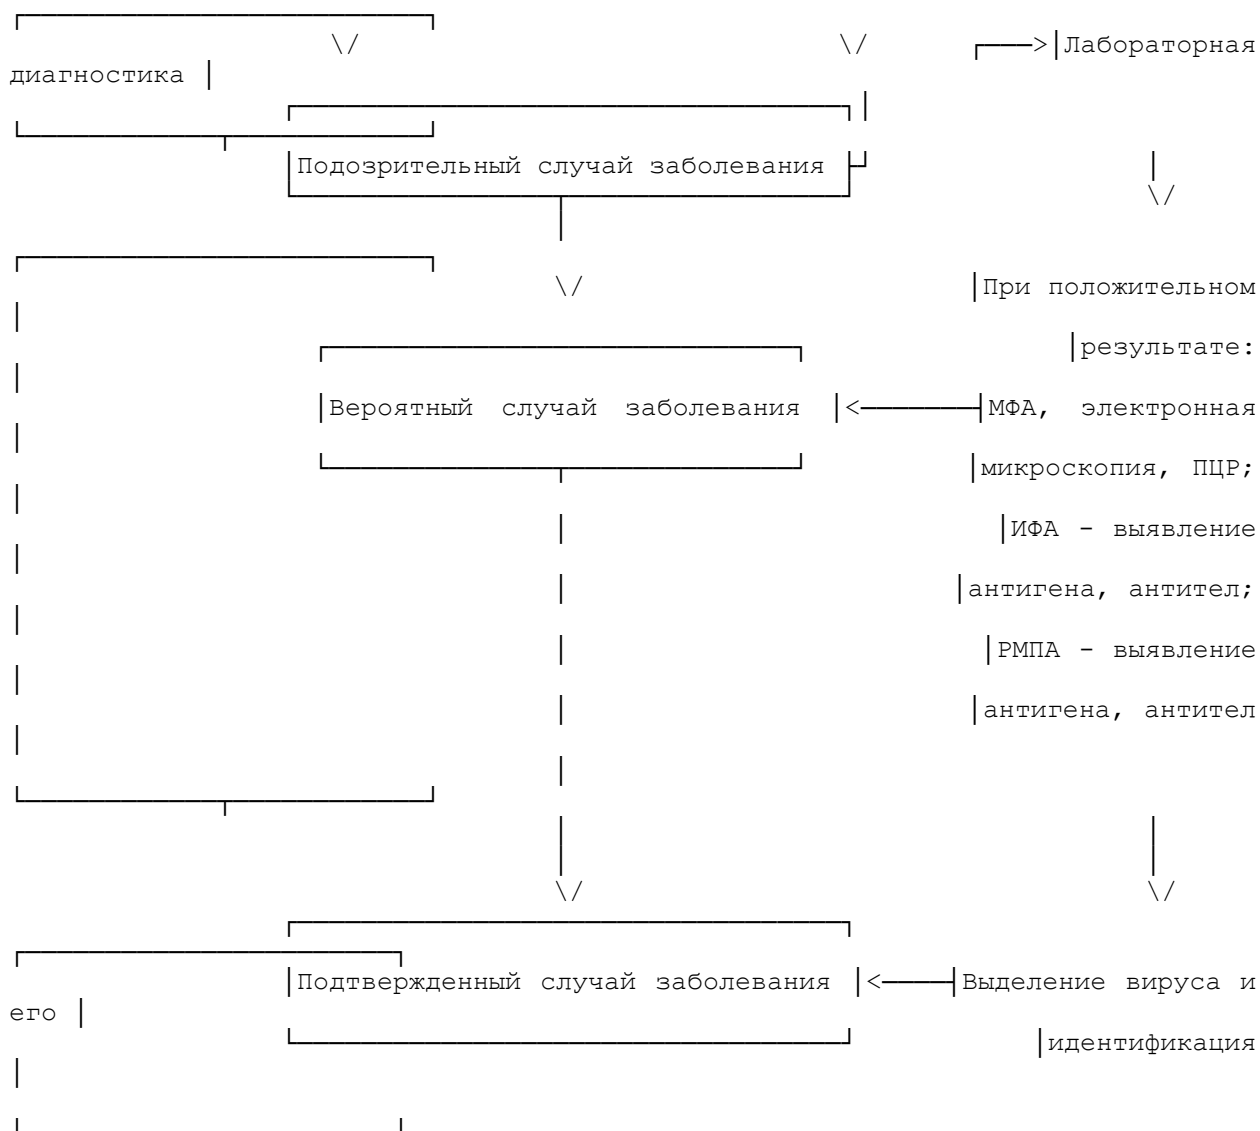 Лабораторная
диагностика
Подозрительный случай заболевания
При положительном
результате:
Вероятный случай заболевания МФА, электронная
микроскопия, ПЦР;
ИФА - выявление
антигена, антител;
РМПА - выявление
антигена, антител
Подтвержденный случай заболевания Выделение вируса и
его
идентификация